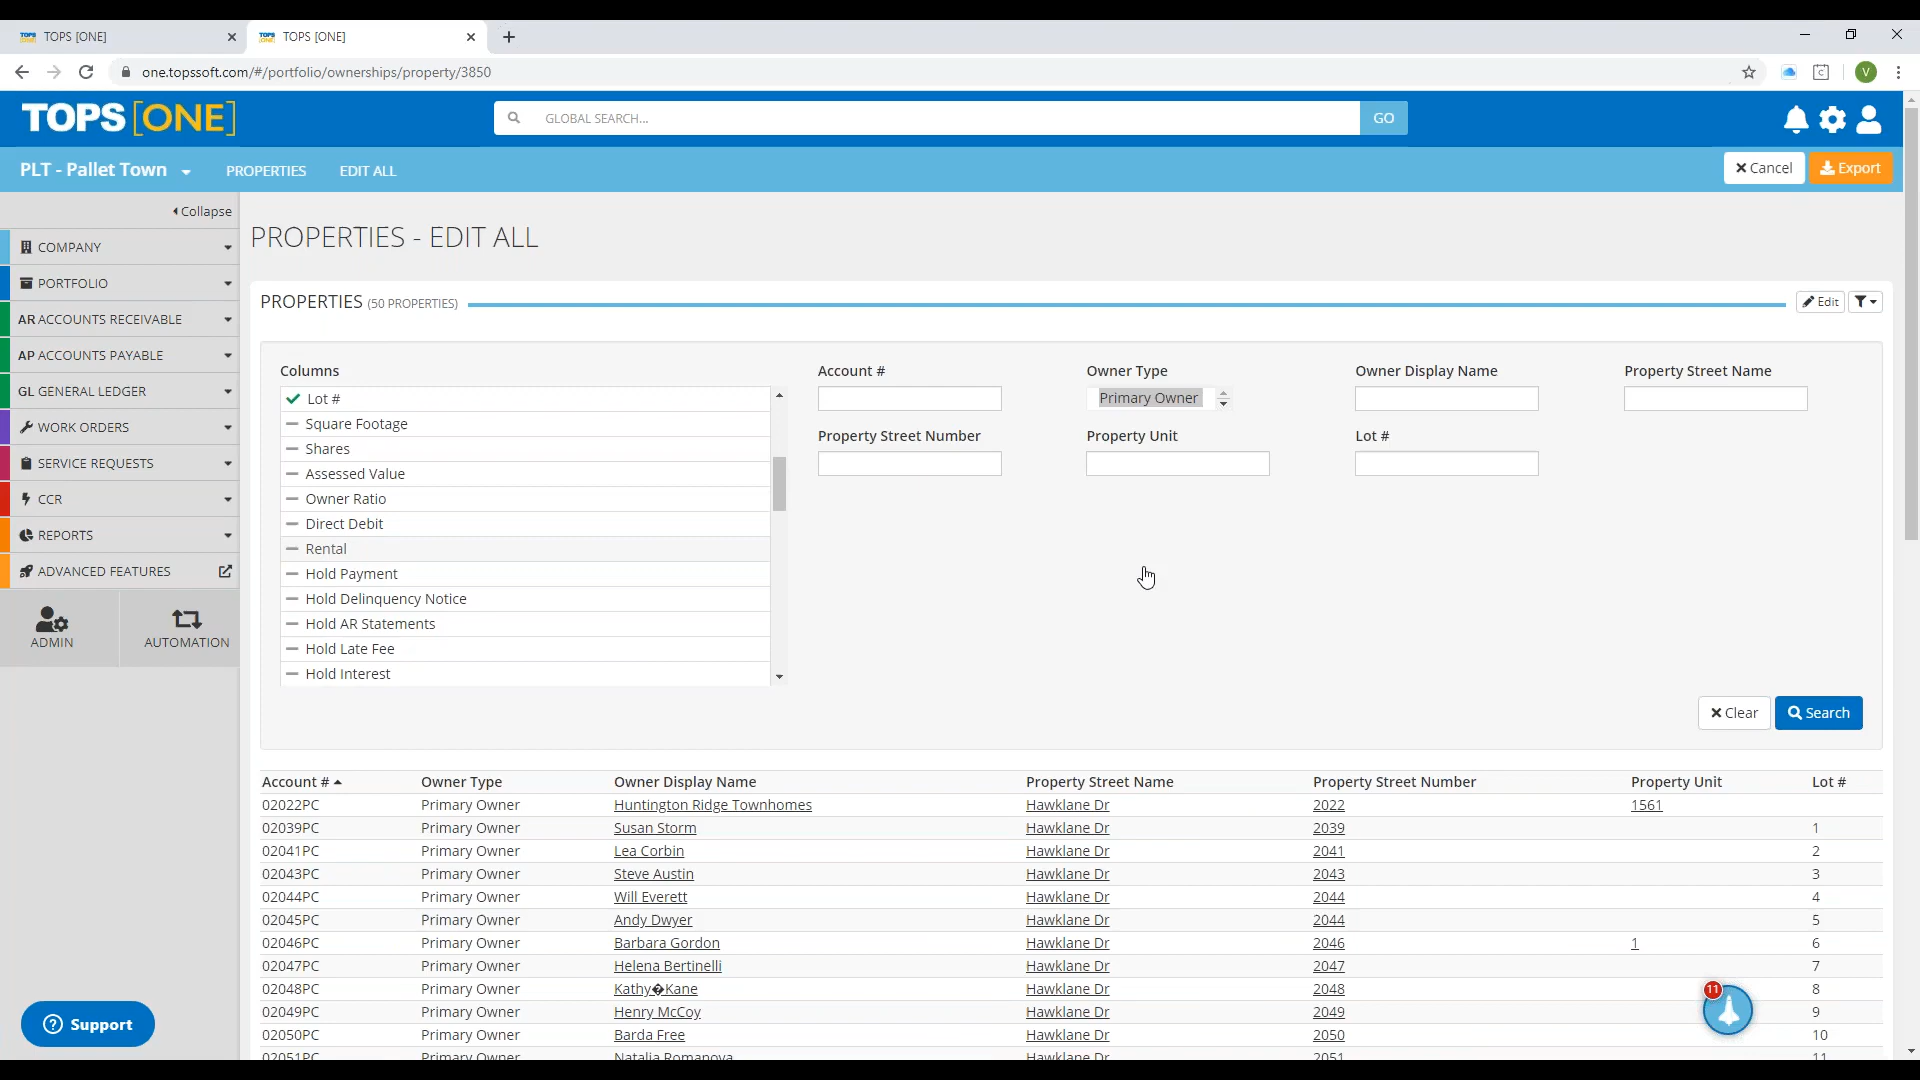 TOPS [ONE]
TOPS [ONE]
one.topssoft.com/#/portfolio/ownerships/property/3850
V
TOPS [ONE]
GLOBAL SEARCH...
GO
PLT - Pallet Town
PROPERTIES
EDIT ALL
Cancel
Export
Collapse
COMPANY
PORTFOLIO
AR ACCOUNTS RECEIVABLE
AP ACCOUNTS PAYABLE
GL GENERAL LEDGER
WORK ORDERS
SERVICE REQUESTS
CCR
REPORTS
ADVANCED FEATURES
ADMIN
AUTOMATION
Support
PROPERTIES - EDIT ALL
PROPERTIES (50 PROPERTIES)
Edit
Columns
Lot #
Square Footage
Shares
Assessed Value
Owner Ratio
Direct Debit
Rental
Hold Payment
Hold Delinquency Notice
Hold AR Statements
Hold Late Fee
Hold Interest
Account #
Owner Type
Primary Owner
Owner Display Name
Property Street Name
Property Street Number
Property Unit
Lot #
Clear
Search
Account # Owner Type Owner Display Name Property Street Name Property Street Number Property Unit Lot #
02022PC Primary Owner Huntington Ridge Townhomes Hawklane Dr 2022 1561
02039PC Primary Owner Susan Storm Hawklane Dr 2039 1
02041PC Primary Owner Lea Corbin Hawklane Dr 2041 2
02043PC Primary Owner Steve Austin Hawklane Dr 2043 3
02044PC Primary Owner Will Everett Hawklane Dr 2044 4
02045PC Primary Owner Andy Dwyer Hawklane Dr 2044 5
02046PC Primary Owner Barbara Gordon Hawklane Dr 2046 1 6
02047PC Primary Owner Helena Bertinelli Hawklane Dr 2047 7
02048PC Primary Owner Kathy�Kane Hawklane Dr 2048 8
02049PC Primary Owner Henry McCoy Hawklane Dr 2049 9
02050PC Primary Owner Barda Free Hawklane Dr 2050 10
02051PC Primary Owner Natalia Romanova Hawklane Dr 2051 11
11